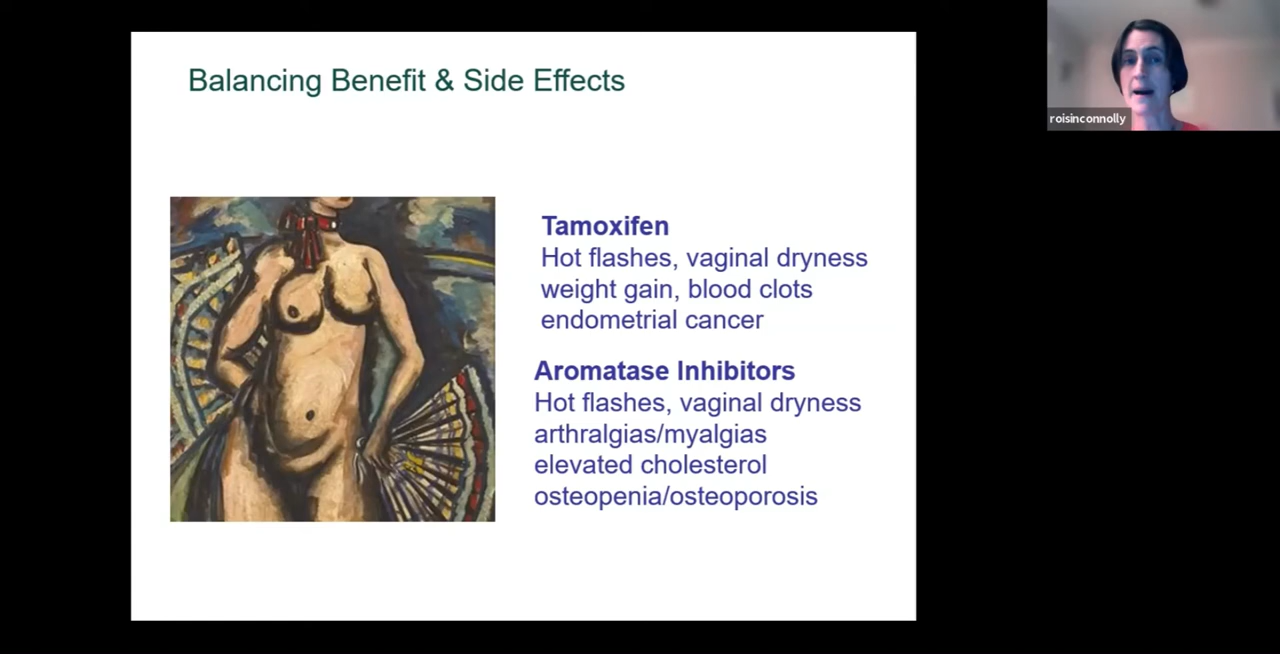 Balancing Benefit & Side Effects
roisinconnolly
Tamoxifen
Hot flashes, vaginal dryness
weight gain, blood clots
endometrial cancer
Aromatase Inhibitors
Hot flashes, vaginal dryness
arthralgias/myalgias
elevated cholesterol
osteopenia/osteoporosis